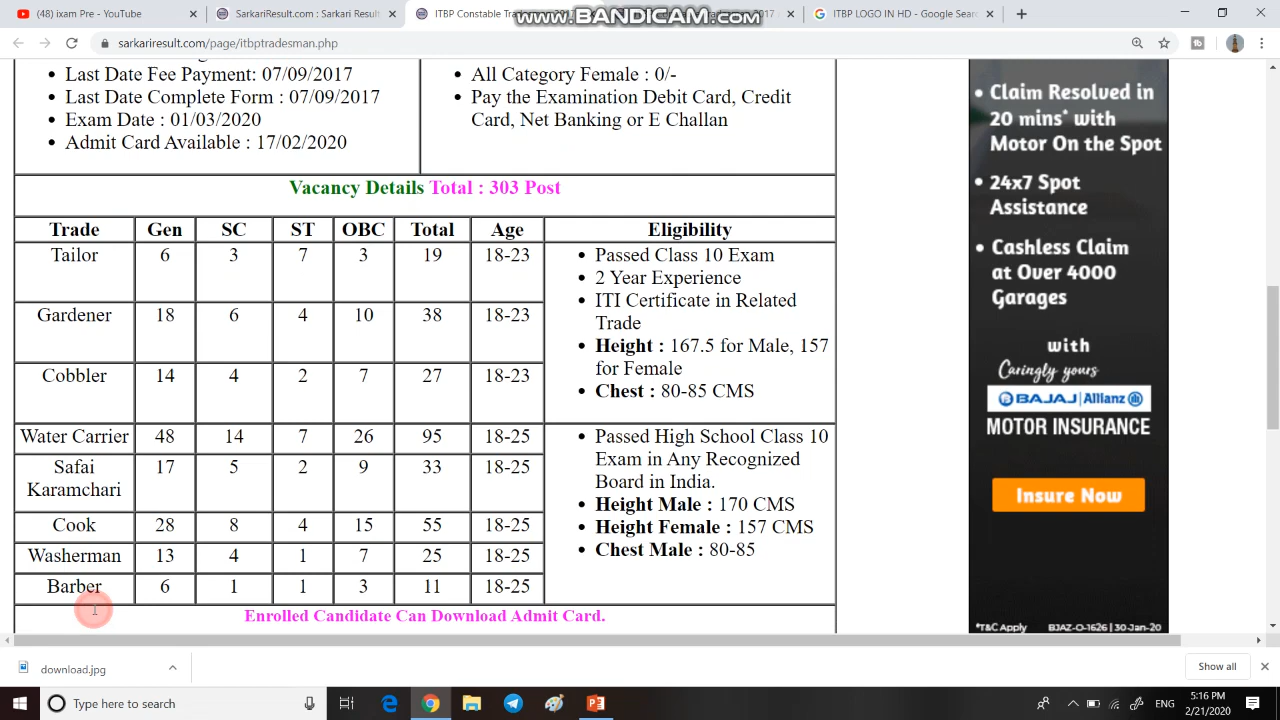 (48) exam Pre - YouTube
SarkariResult.com : Sarkari Resu
ITBP Constable Trades
2017
ITBP LOGO IN HD - Google Sear
www.BANDICAM.com
sarkariresult.com/page/itbptradesman.php
Last Date Fee Payment: 07/09/2017
Last Date Complete Form : 07/09/2017
Exam Date : 01/03/2020
Admit Card Available : 17/02/2020
All Category Female : 0/-
Pay the Examination Debit Card, Credit
Card, Net Banking or E Challan
Vacancy Details Total : 303 Post
Trade Gen SC ST OBC Total Age Eligibility
Tailor 6 3 7 3 19 18-23
Gardener 18 6 4 10 38 18-23
Cobbler 14 4 2 7 27 18-23
Passed Class 10 Exam
2 Year Experience
ITI Certificate in Related
Trade
Height : 167.5 for Male, 157
for Female
Chest : 80-85 CMS
Water Carrier 48 14 7 26 95 18-25
Safai
Karamchari 17 5 2 9 33 18-25
Cook 28 8 4 15 55 18-25
Washerman 13 4 1 7 25 18-25
Barber 6 1 1 3 11 18-25
Passed High School Class 10
Exam in Any Recognized
Board in India.
Height Male : 170 CMS
Height Female : 157 CMS
Chest Male : 80-85
Enrolled Candidate Can Download Admit Card.
Claim Resolved in
20 mins* with
Motor On the Spot
24x7 Spot
Assistance
Cashless Claim
at Over 4000
Garages
with
Caringly yours
BAJAJ Allianz
MOTOR INSURANCE
Insure Now
*T&C Apply BJAZ-O-1626 | 30-Jan-20
download.jpg
Show all
Type here to search
ENG
5:16 PM
2/21/2020